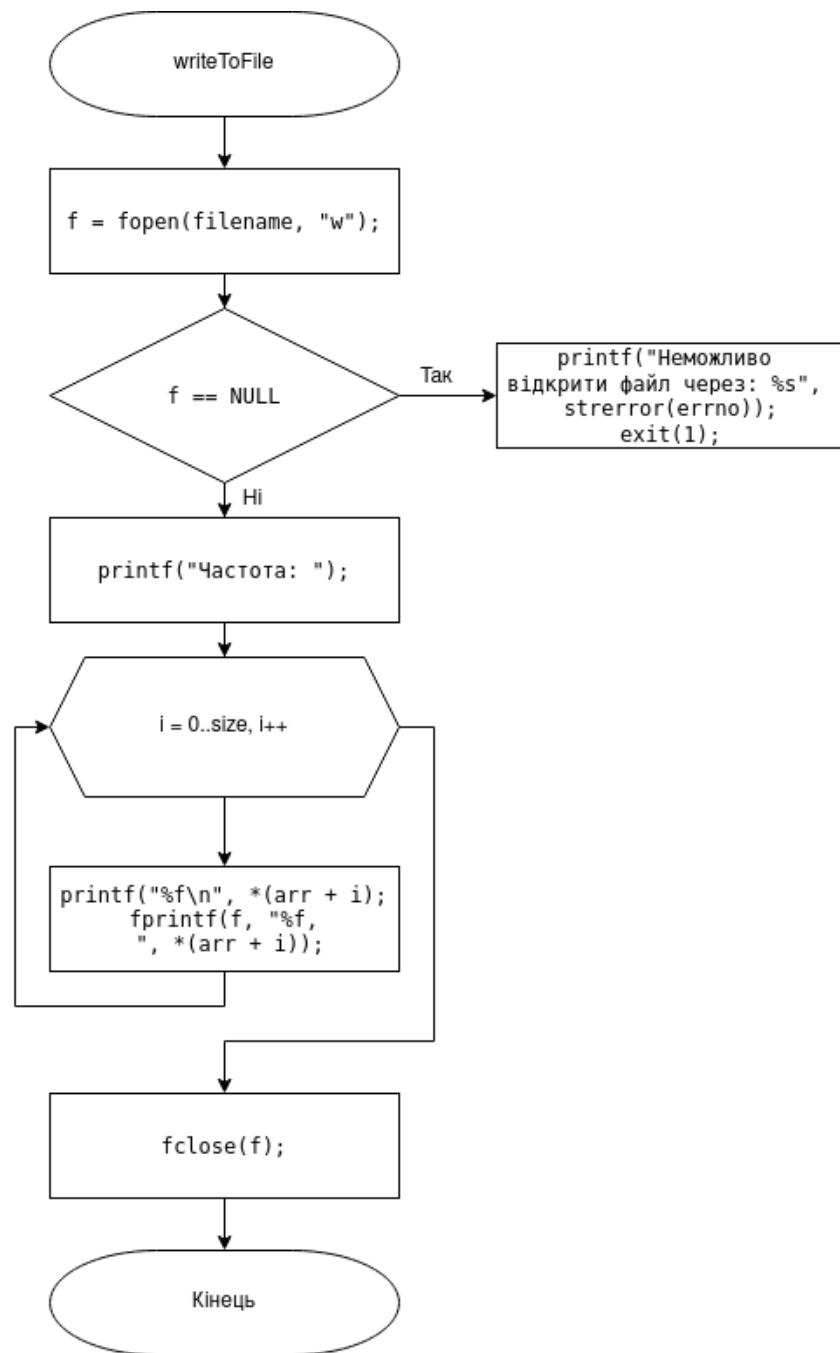 writeToFile
f = fopen(filename, "w");
f == NULL
Так
printf("Неможливо
відкрити файл через: %s",
strerror(errno));
exit(1);
Ні
printf("Частота: ");
i = 0..size, i++
printf("%f\n", *(arr + i);
fprintf(f, "%f,
", *(arr + i));
fclose(f);
Кінець